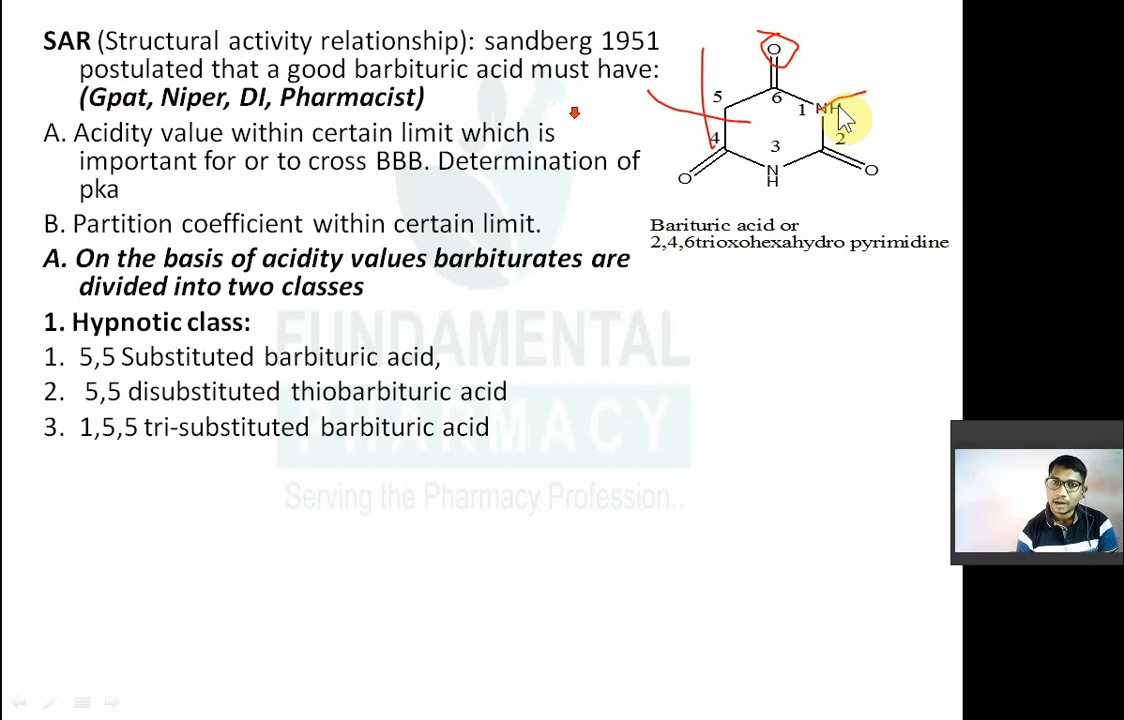 SAR (Structural activity relationship): sandberg 1951
postulated that a good barbituric acid must have:
(Gpat, Niper, DI, Pharmacist)
A. Acidity value within certain limit which is
important for or to cross BBB. Determination of
pka
B. Partition coefficient within certain limit.
A. On the basis of acidity values barbiturates are
divided into two classes
1. Hypnotic class:
1. 5,5 Substituted barbituric acid,
2. 5,5 disubstituted thiobarbituric acid
3. 1,5,5 tri-substituted barbituric acid
O
5
6
1 NH
4
3
2
O
N
H
O
Barituric acid or
2,4,6trioxohexahydro pyrimidine
FUNDAMENTAL
PHARMACY
Serving the Pharmacy Profession..